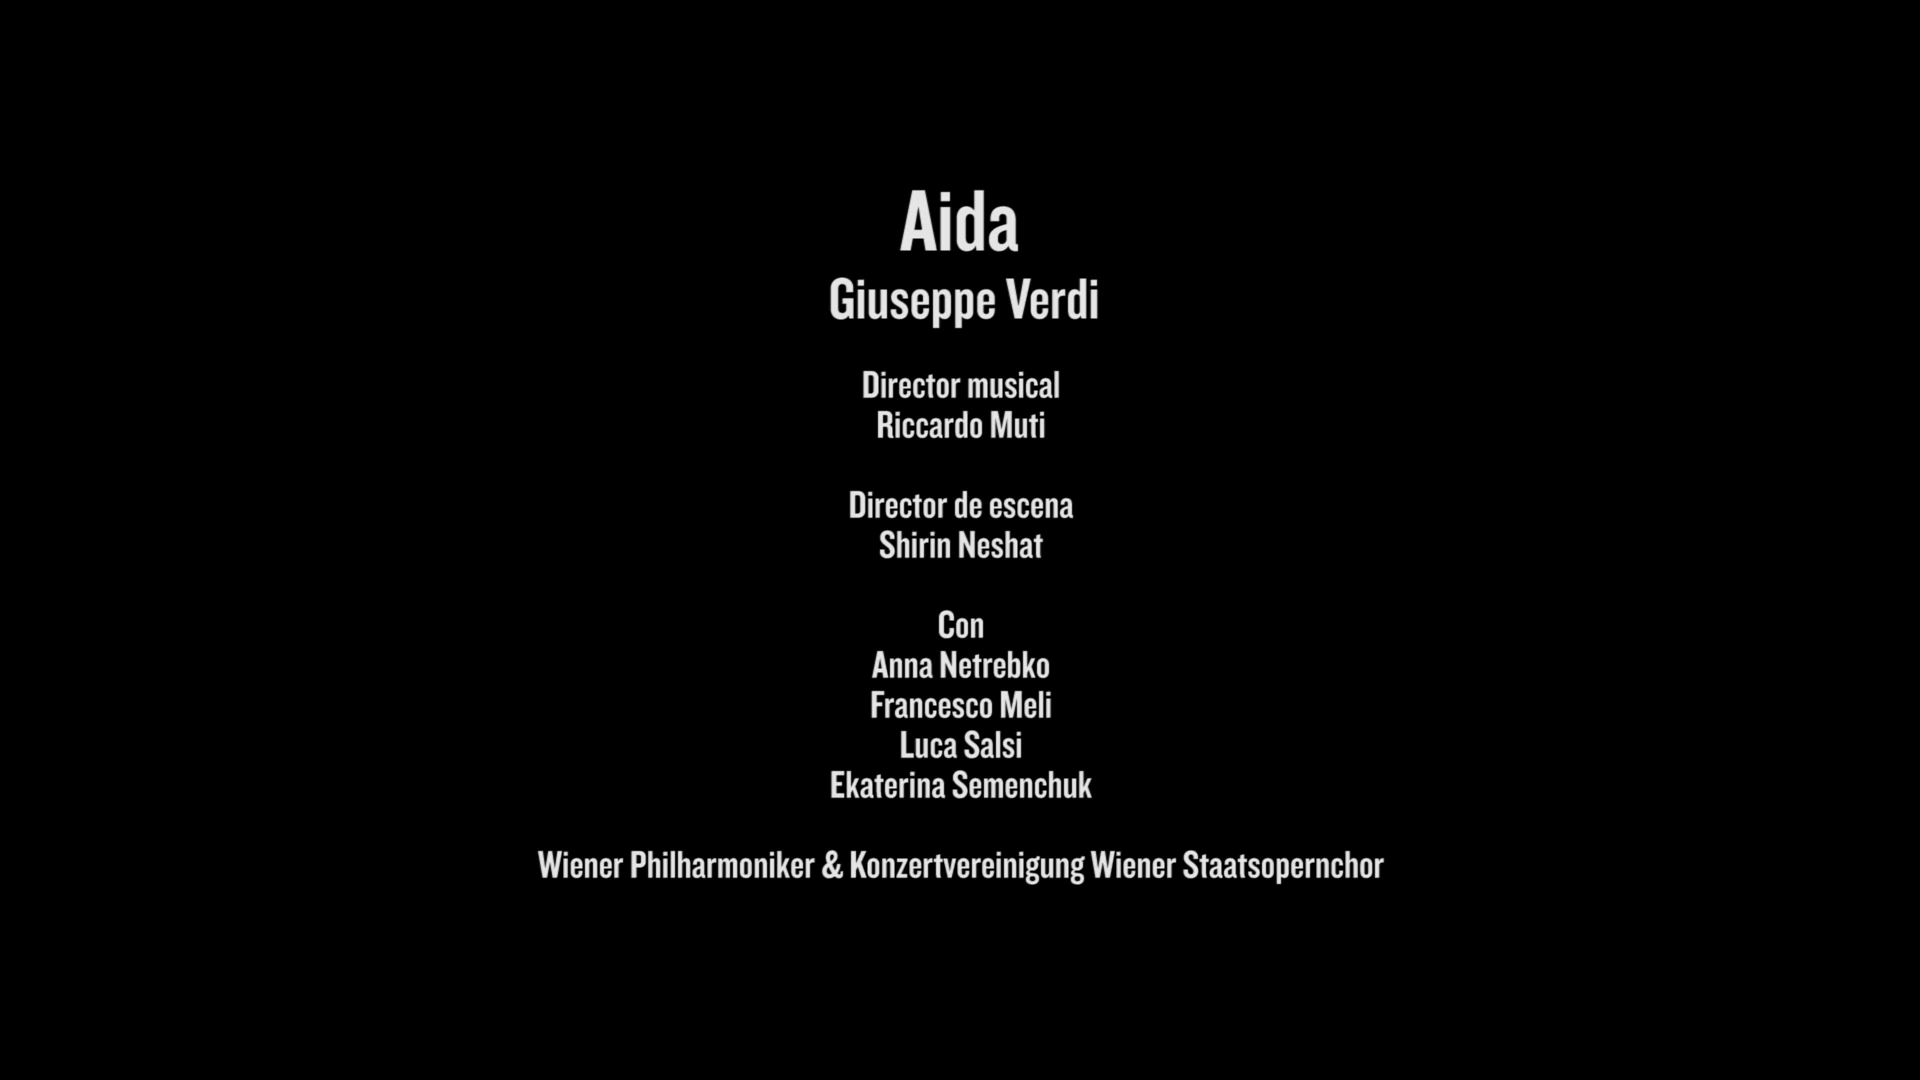 Aida
Giuseppe Verdi
Director musical
Riccardo Muti
Director de escena
Shirin Neshat
Con
Anna Netrebko
Francesco Meli
Luca Salsi
Ekaterina Semenchuk
Wiener Philharmoniker & Konzertvereinigung Wiener Staatsopernchor